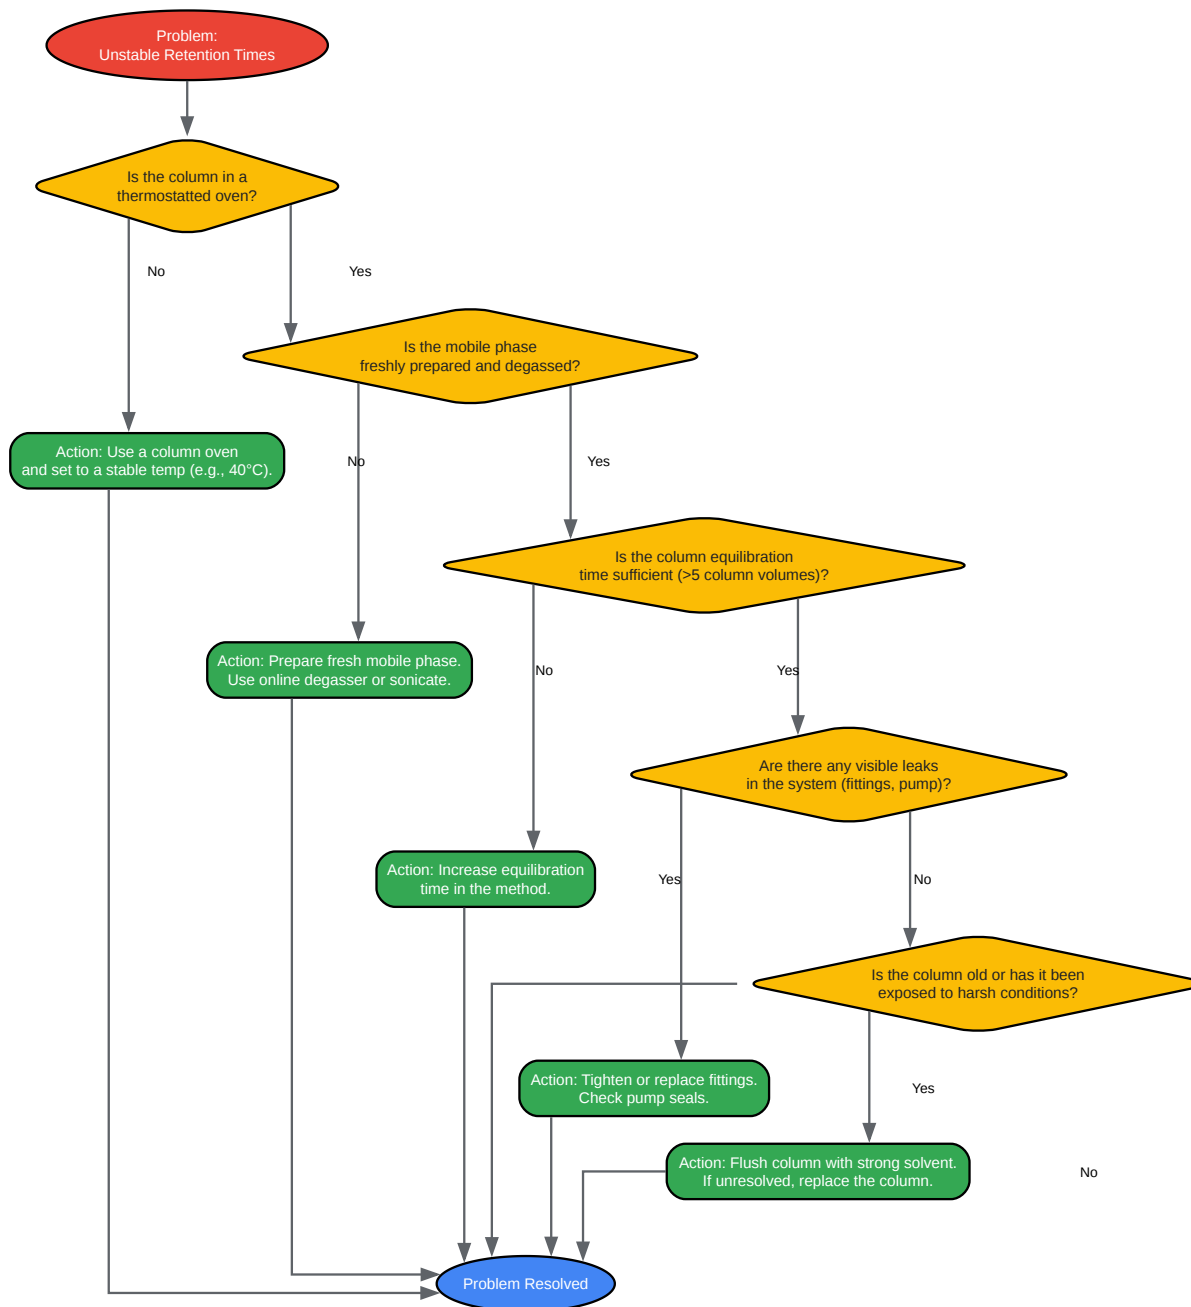 Problem:
Unstable Retention Times
Is the column in a
thermostatted oven?
No
Yes
Is the mobile phase
freshly prepared and degassed?
Action: Use a column oven
and set to a stable temp (e.g., 40°C).
No
Yes
Is the column equilibration
time sufficient (>5 column volumes)?
Action: Prepare fresh mobile phase.
Use online degasser or sonicate.
No
Yes
Are there any visible leaks
in the system (fittings, pump)?
Action: Increase equilibration
time in the method.
Yes
No
Is the column old or has it been
exposed to harsh conditions?
Action: Tighten or replace fittings.
Check pump seals.
Yes
Action: Flush column with strong solvent.
If unresolved, replace the column.
No
Problem Resolved